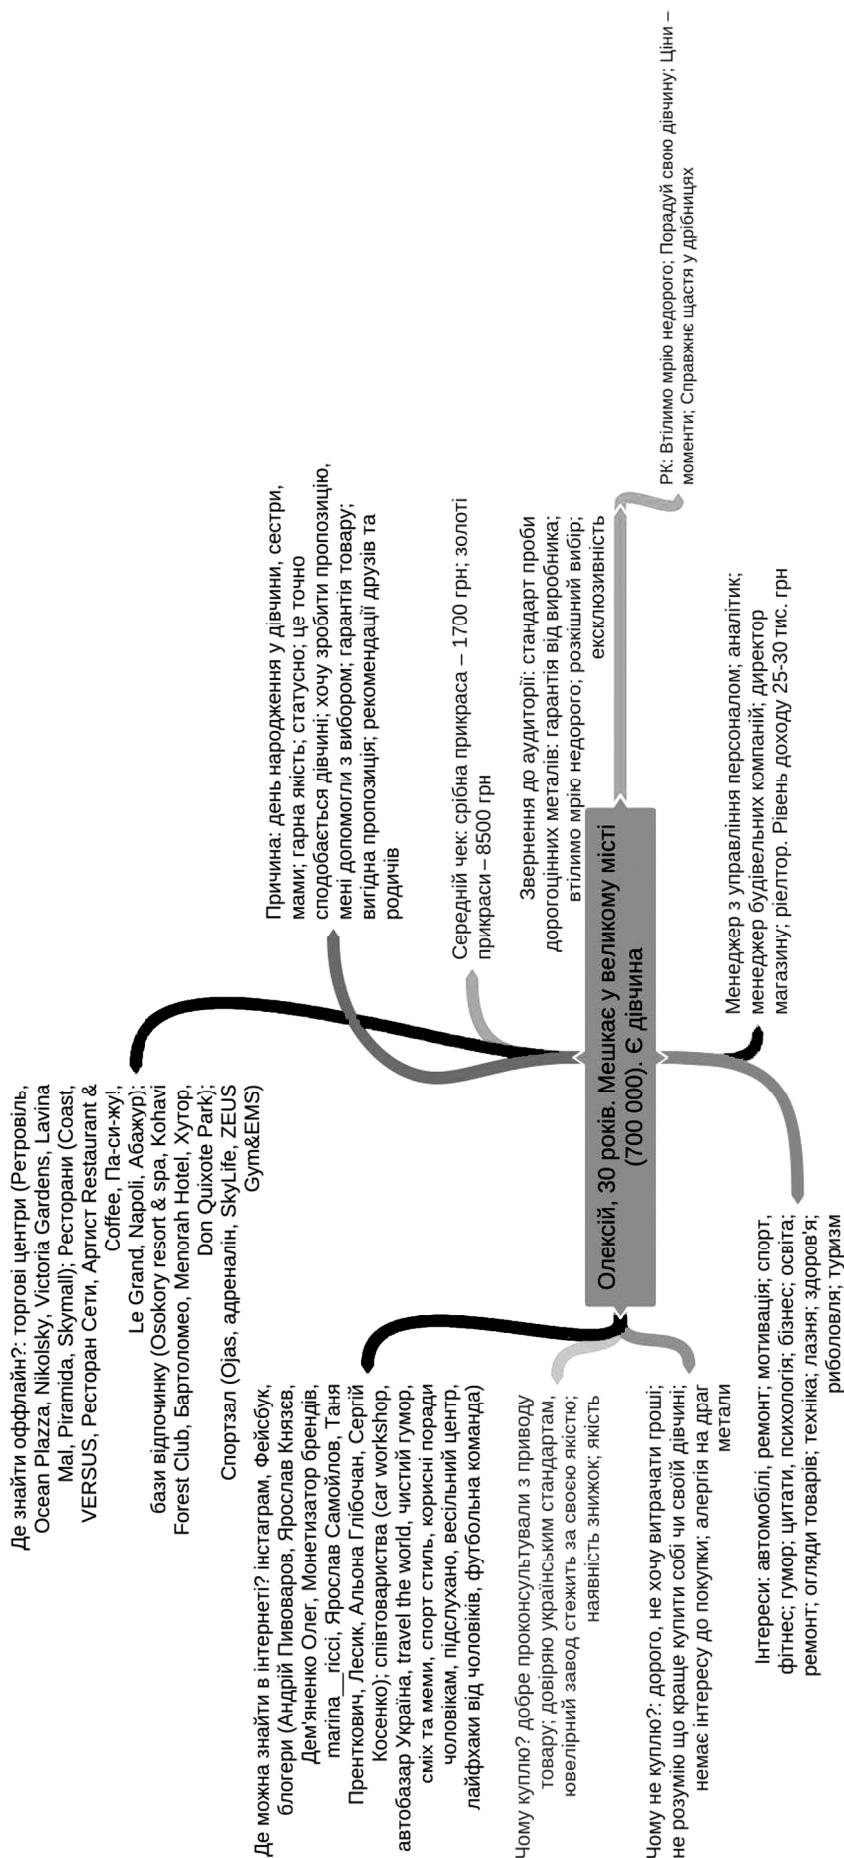 Де знайти оффлайн?: торгові центри (Ретровіль,
Ocean Plazza, Nikolsky, Victoria Gardens, Lavina
Mal, Piramida, Skymall); Ресторани (Coast,
VERSUS, Ресторан Сети, Артист Restaurant &
Coffee, Па-си-жу!,
Le Grand, Napoli, Абажур);
бази відпочинку (Osokory resort & spa, Kohavi
Forest Club, Бартоломео, Menorah Hotel, Хутор,
Don Quixote Park);
Спортзал (Ojas, адреналін, SkyLife, ZEUS
Gym&EMS)
Де можна знайти в інтернеті? інстаграм, Фейсбук,
блогери (Андрій Пивоваров, Ярослав Князєв,
Дем'яненко Олег, Монетизатор брендів,
marina__ricci, Ярослав Самойлов, Таня
Пренткович, Лесик, Альона Глібочан, Сергій
Косенко); співтовариства (car workshop,
автобазар Україна, travel the world, чистий гумор,
сміх та меми, спорт стиль, корисні поради
чоловікам, підслухано, весільний центр,
лайфхаки від чоловіків, футбольна команда)
Чому куплю? добре проконсультували з приводу
товару; довіряю українським стандартам,
ювелірний завод стежить за своєю якістю;
наявність знижок; якість
Чому не куплю?: дорого, не хочу витрачати гроші;
не розумію що краще купити собі чи своїй дівчині;
немає інтересу до покупки; алергія на драг
метали
Причина: день народження у дівчини, сестри,
мами; гарна якість; статусно; це точно
сподобається дівчині; хочу зробити пропозицію,
мені допомогли з вибором; гарантія товару;
вигідна пропозиція; рекомендації друзів та
родичів
Середній чек: срібна прикраса – 1700 грн; золоті
прикраси – 8500 грн
Звернення до аудиторії: стандарт проби
дорогоцінних металів: гарантія від виробника;
втілимо мрію недорого; розкішний вибір;
ексклюзивність
Олексій, 30 років. Мешкає у великому місті
(700 000). Є дівчина
РК: Втілимо мрію недорого; Порадуй свою дівчину; Ціни –
моменти; Справжнє щастя у дрібницях
Менеджер з управління персоналом; аналітик;
менеджер будівельних компаній; директор
магазину; ріелтор. Рівень доходу 25-30 тис. грн
Інтереси: автомобілі, ремонт; мотивація; спорт,
фітнес; гумор; цитати, психологія; бізнес; освіта;
ремонт; огляди товарів; техніка; лазня; здоров'я;
риболовля; туризм